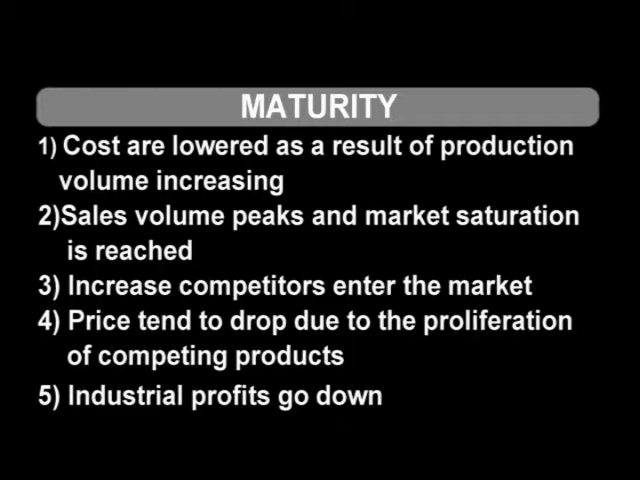 MATURITY
1) Cost are lowered as a result of production
volume increasing
2)Sales volume peaks and market saturation
is reached
3) Increase competitors enter the market
4) Price tend to drop due to the proliferation
of competing products
5) Industrial profits go down